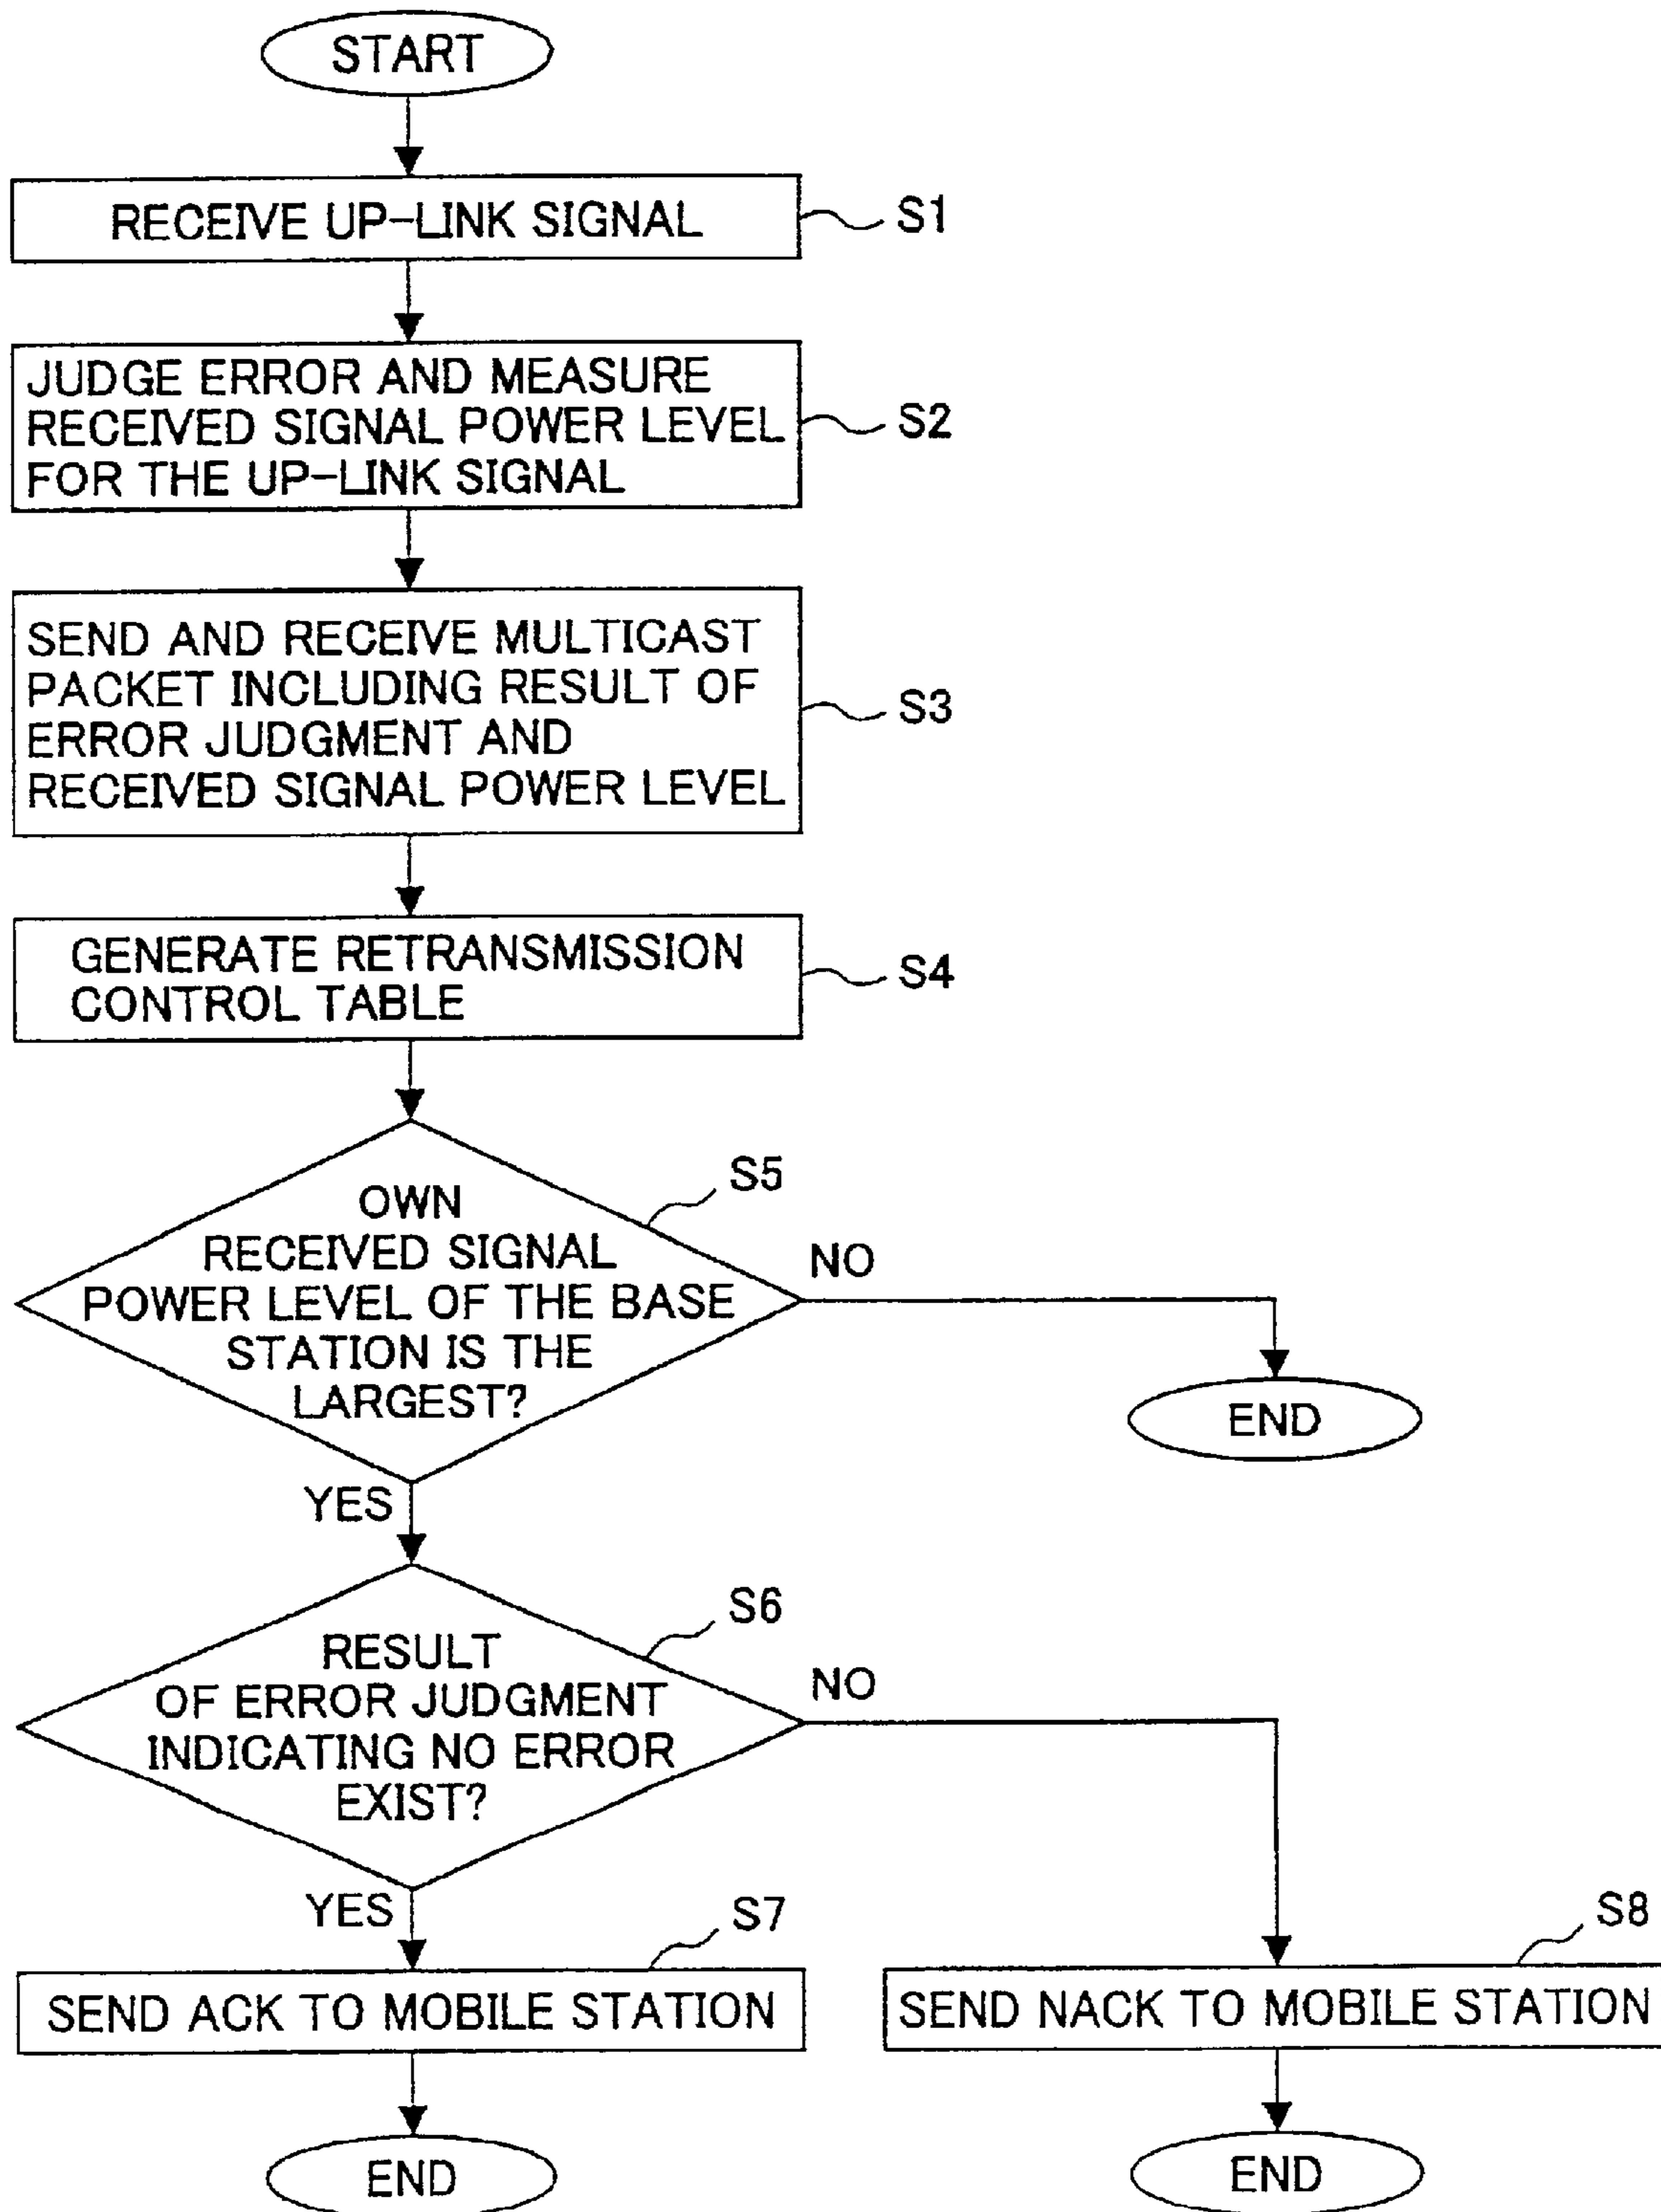 START
RECEIVE UP-LINK SIGNAL
S1
JUDGE ERROR AND MEASURE
RECEIVED SIGNAL POWER LEVEL
FOR THE UP-LINK SIGNAL
S2
SEND AND RECEIVE MULTICAST
PACKET INCLUDING RESULT OF
ERROR JUDGMENT AND
RECEIVED SIGNAL POWER LEVEL
S3
GENERATE RETRANSMISSION
CONTROL TABLE
S4
S5
OWN
RECEIVED SIGNAL
POWER LEVEL OF THE BASE
STATION IS THE
LARGEST?
NO
END
YES
S6
RESULT
OF ERROR JUDGMENT
INDICATING NO ERROR
EXIST?
NO
YES
S7
SEND ACK TO MOBILE STATION
S8
SEND NACK TO MOBILE STATION
END
END